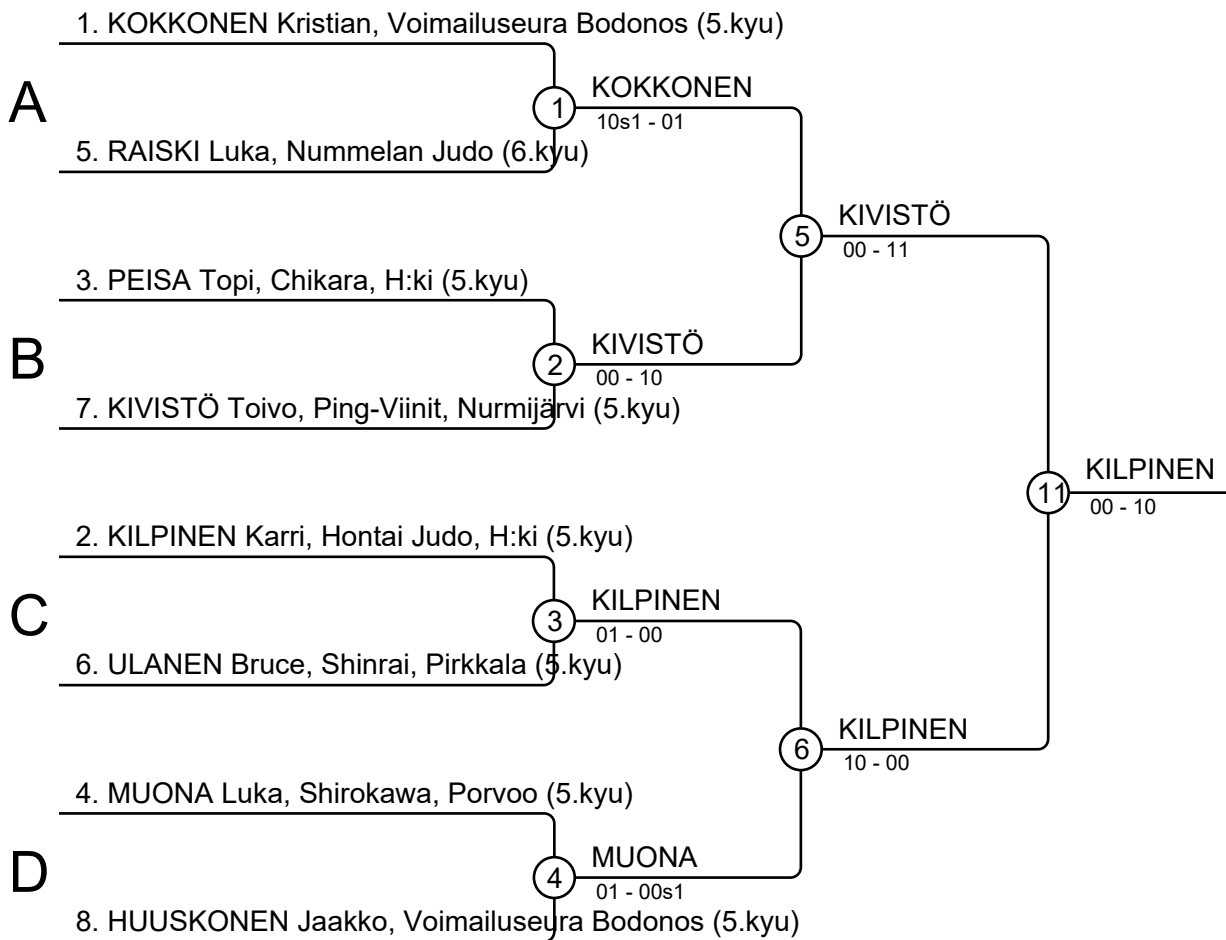 1. KOKKONEN Kristian, Voimailuseura Bodonos (5.kyu)
A
1
KOKKONEN
10s1 - 01
5. RAISKI Luka, Nummelan Judo (6.kyu)
5
KIVISTÖ
00 - 11
3. PEISA Topi, Chikara, H:ki (5.kyu)
B
2
KIVISTÖ
00 - 10
7. KIVISTÖ Toivo, Ping-Viinit, Nurmijärvi (5.kyu)
11
KILPINEN
00 - 10
2. KILPINEN Karri, Hontai Judo, H:ki (5.kyu)
C
3
KILPINEN
01 - 00
6. ULANEN Bruce, Shinrai, Pirkkala (5.kyu)
6
KILPINEN
10 - 00
4. MUONA Luka, Shirokawa, Porvoo (5.kyu)
D
4
MUONA
01 - 00s1
8. HUUSKONEN Jaakko, Voimailuseura Bodonos (5.kyu)